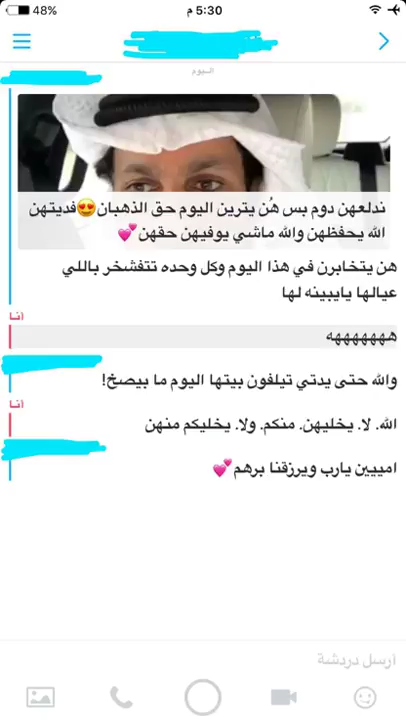 48%
5:30 م
اليوم
ندلعهن دوم بس هُن يترين اليوم حق الذهبان😍فديتهن
الله يحفظهن والله ماشي يوفيهن حقهن💕
هن يتخابرن في هذا اليوم وكل وحده تتفشخر باللي
عيالها يايبينه لها
أنا
ههههههههه
والله حتى يدتي تيلفون بيتها اليوم ما بيصخ!
أنا
الله. لا. يخليهن. منكم. ولا. يخليكم منهن
امييين يارب ويرزقنا برهم💕
أرسل دردشة